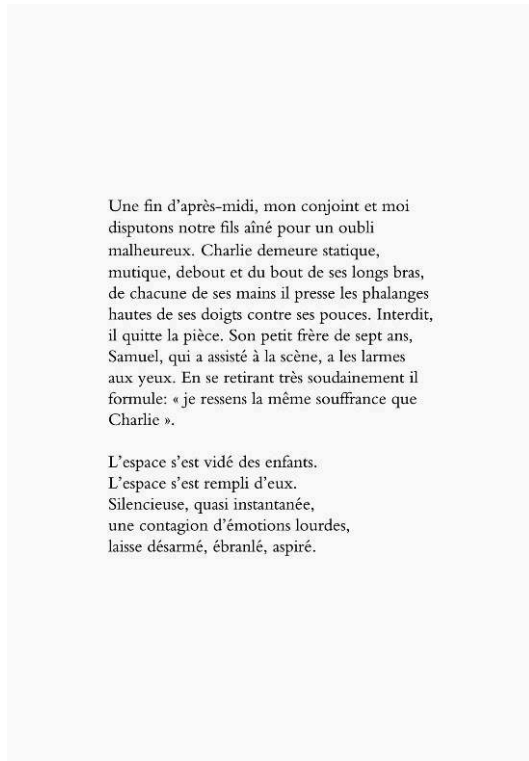 Une fin d'après-midi, mon conjoint et moi
disputons notre fils aîné pour un oubli
malheureux. Charlie demeure statique,
mutique, debout et du bout de ses longs bras,
de chacune de ses mains il presse les phalanges
hautes de ses doigts contre ses pouces. Interdit,
il quitte la pièce. Son petit frère de sept ans,
Samuel, qui a assisté à la scène, a les larmes
aux yeux. En se retirant très soudainement il
formule: « je ressens la même souffrance que
Charlie ».
L'espace s'est vidé des enfants.
L'espace s'est rempli d'eux.
Silencieuse, quasi instantanée,
une contagion d'émotions lourdes,
laisse désarmé, ébranlé, aspiré.